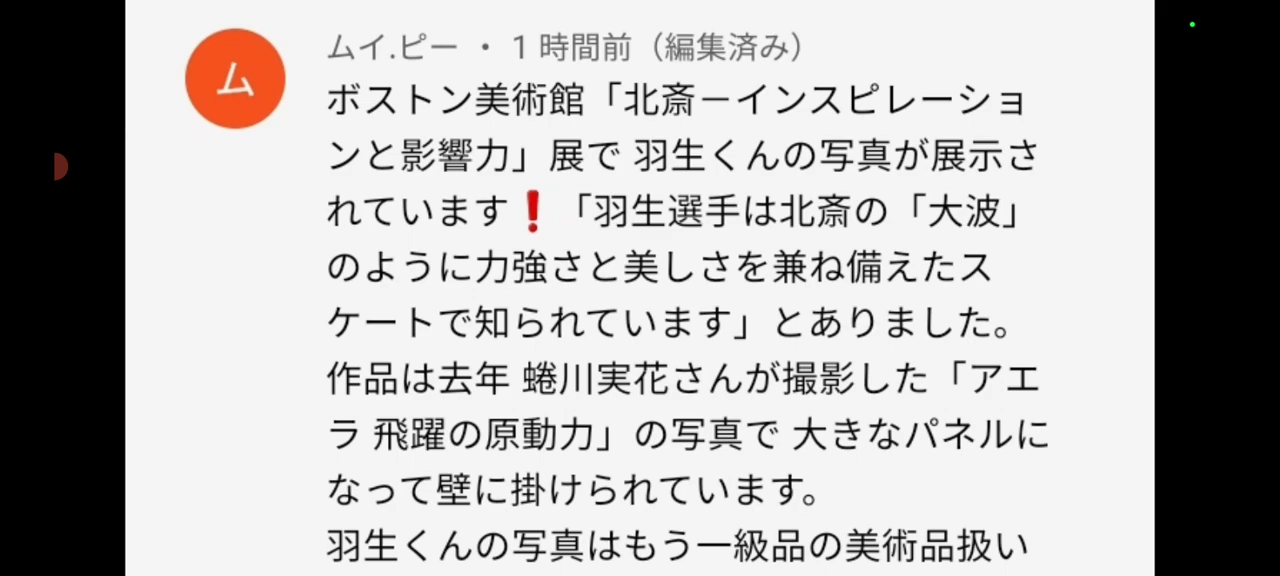 ム
ムイ.ピー ・ 1 時間前（編集済み）
ボストン美術館「北斎－インスピレーショ
ンと影響力」展で 羽生くんの写真が展示さ
れています❗「羽生選手は北斎の「大波」
のように力強さと美しさを兼ね備えたス
ケートで知られています」とありました。
作品は去年 蜷川実花さんが撮影した「アエ
ラ 飛躍の原動力」の写真で 大きなパネルに
なって壁に掛けられています。
羽生くんの写真はもう一級品の美術品扱い